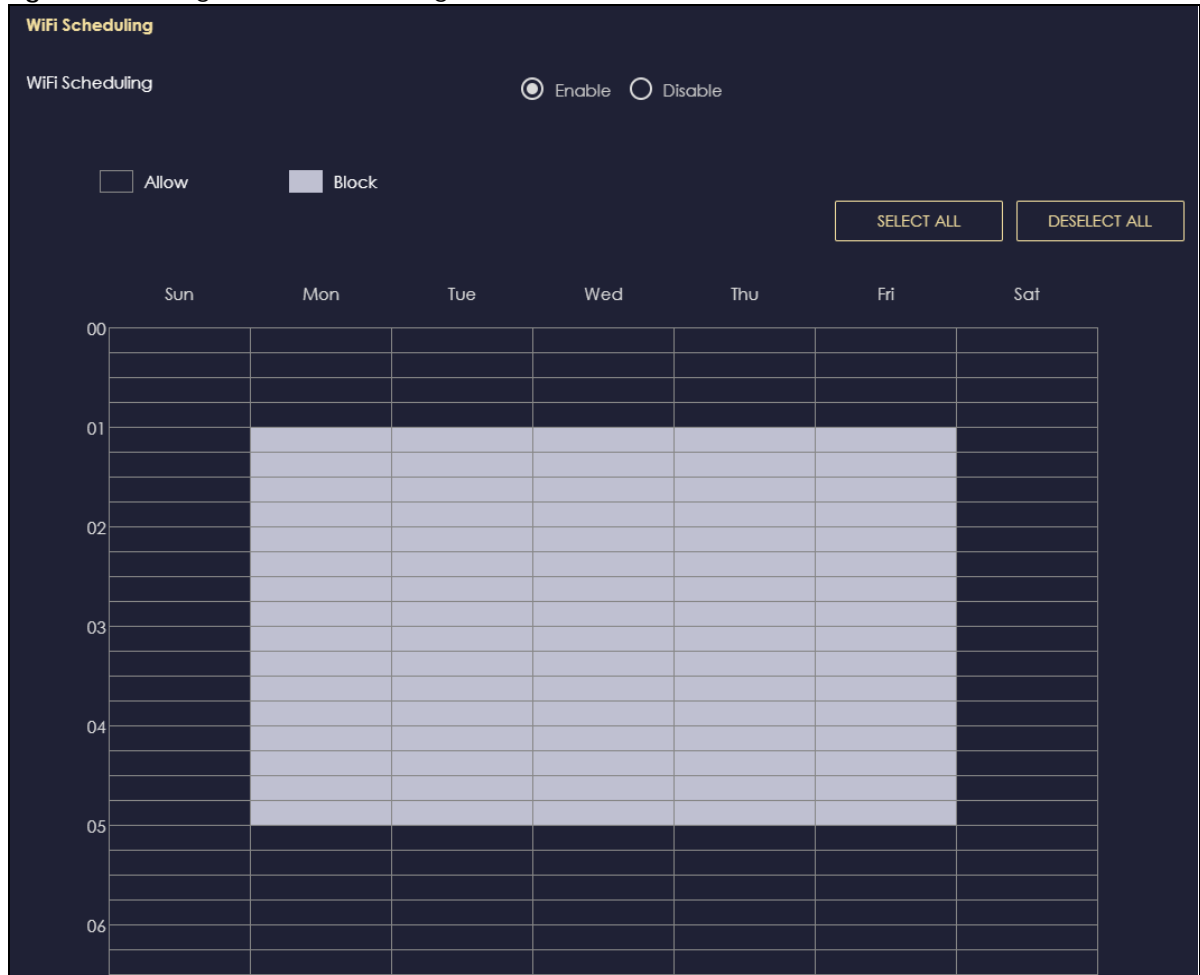 WiFi Scheduling
WiFi Scheduling Enable Disable
Allow Block
SELECT ALL DESELECT ALL
Sun Mon Tue Wed Thu Fri Sat
00
01
02
03
04
05
06